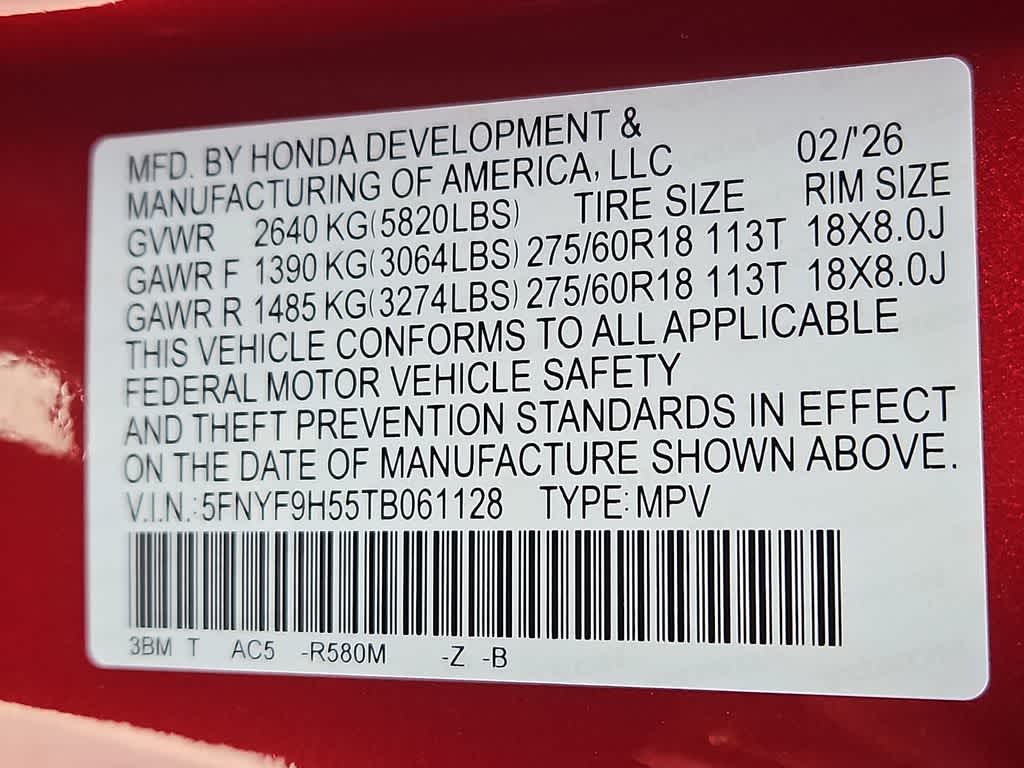 MFD. BY HONDA DEVELOPMENT &
MANUFACTURING OF AMERICA, LLC 02/'26
GVWR 2640 KG(5820LBS) TIRE SIZE RIM SIZE
GAWR F 1390 KG(3064LBS) 275/60R18 113T 18X8.0J
GAWR R 1485 KG(3274LBS) 275/60R18 113T 18X8.0J
THIS VEHICLE CONFORMS TO ALL APPLICABLE
FEDERAL MOTOR VEHICLE SAFETY
AND THEFT PREVENTION STANDARDS IN EFFECT
ON THE DATE OF MANUFACTURE SHOWN ABOVE.
V.I.N.:5FNYF9H55TB061128 TYPE:MPV
3BM T AC5 -R580M -Z -B